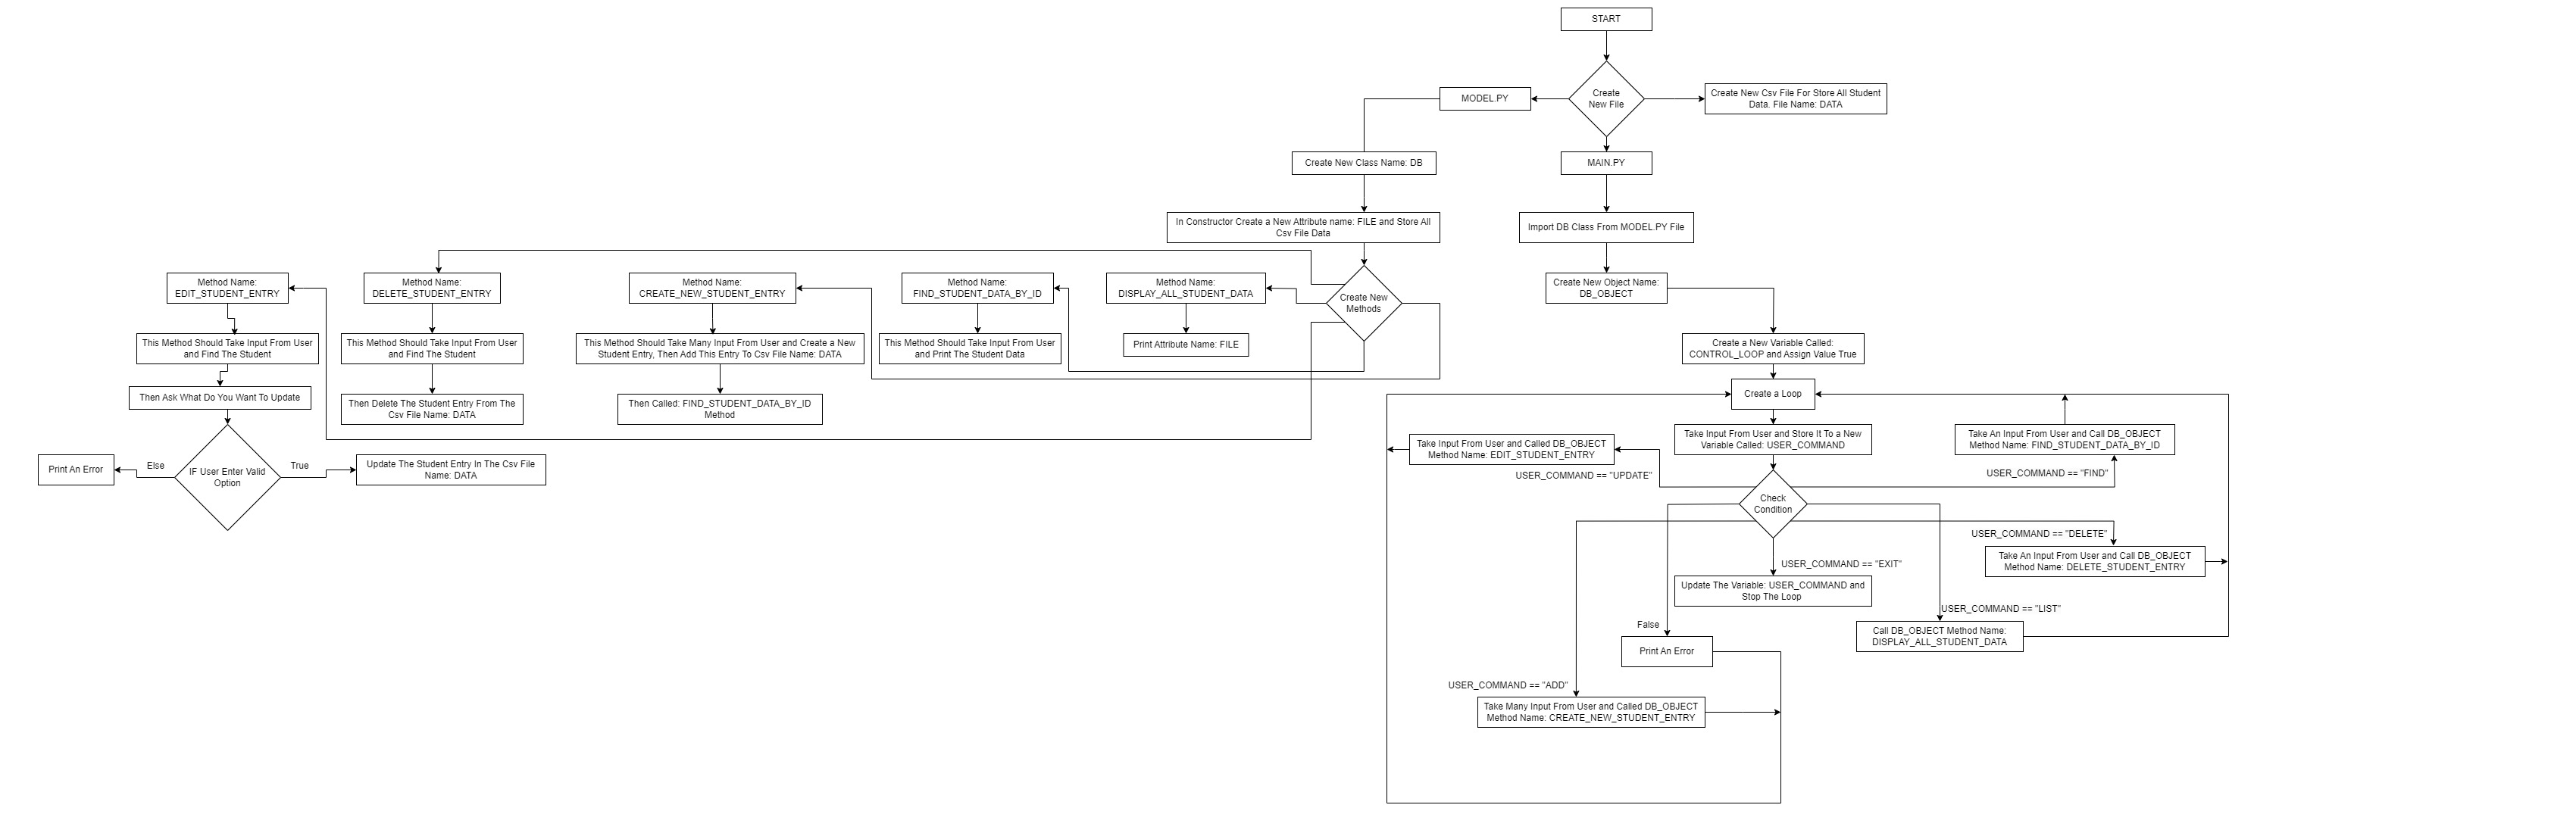 START
Create
New File
MODEL.PY
Create New Csv File For Store All Student
Data. File Name: DATA
Create New Class Name: DB
MAIN.PY
In Constructor Create a New Attribute name: FILE and Store All
Csv File Data
Import DB Class From MODEL.PY File
Method Name:
EDIT_STUDENT_ENTRY
Method Name:
DELETE_STUDENT_ENTRY
Method Name:
CREATE_NEW_STUDENT_ENTRY
Method Name:
FIND_STUDENT_DATA_BY_ID
Method Name:
DISPLAY_ALL_STUDENT_DATA
Create New
Methods
Create New Object Name:
DB_OBJECT
This Method Should Take Input From User
and Find The Student
This Method Should Take Input From User
and Find The Student
This Method Should Take Many Input From User and Create a New
Student Entry, Then Add This Entry To Csv File Name: DATA
This Method Should Take Input From User
and Print The Student Data
Print Attribute Name: FILE
Create a New Variable Called:
CONTROL_LOOP and Assign Value True
Then Ask What Do You Want To Update
Then Delete The Student Entry From The
Csv File Name: DATA
Then Called: FIND_STUDENT_DATA_BY_ID
Method
Create a Loop
Take Input From User and Called DB_OBJECT
Method Name: EDIT_STUDENT_ENTRY
Take Input From User and Store It To a New
Variable Called: USER_COMMAND
Take An Input From User and Call DB_OBJECT
Method Name: FIND_STUDENT_DATA_BY_ID
Print An Error
Else
IF User Enter Valid
Option
True
Update The Student Entry In The Csv File
Name: DATA
USER_COMMAND == "UPDATE"
USER_COMMAND == "FIND"
Check
Condition
USER_COMMAND == "DELETE"
Take An Input From User and Call DB_OBJECT
Method Name: DELETE_STUDENT_ENTRY
USER_COMMAND == "EXIT"
Update The Variable: USER_COMMAND and
Stop The Loop
USER_COMMAND == "LIST"
False
Call DB_OBJECT Method Name:
DISPLAY_ALL_STUDENT_DATA
Print An Error
USER_COMMAND == "ADD"
Take Many Input From User and Called DB_OBJECT
Method Name: CREATE_NEW_STUDENT_ENTRY